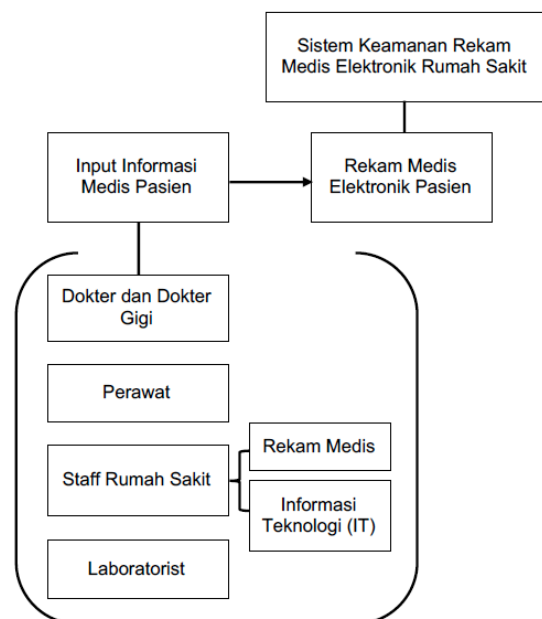 Sistem Keamanan Rekam
Medis Elektronik Rumah Sakit
Input Informasi
Medis Pasien
Rekam Medis
Elektronik Pasien
Dokter dan Dokter
Gigi
Perawat
Staff Rumah Sakit
Rekam Medis
Informasi
Teknologi (IT)
Laboratorist